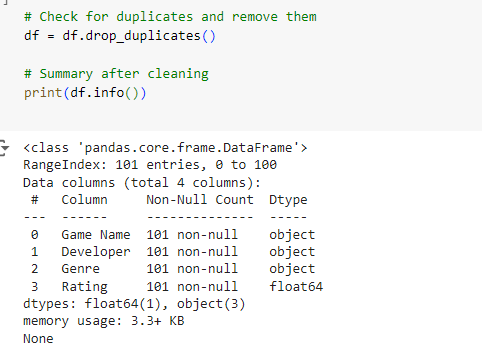 # Check for duplicates and remove them
df = df.drop_duplicates()
# Summary after cleaning
print(df.info())
<class 'pandas.core.frame.DataFrame'>
RangeIndex: 101 entries, 0 to 100
Data columns (total 4 columns):
 #   Column     Non-Null Count  Dtype
---  ------     --------------  -----
 0   Game Name  101 non-null    object
 1   Developer  101 non-null    object
 2   Genre      101 non-null    object
 3   Rating     101 non-null    float64
dtypes: float64(1), object(3)
memory usage: 3.3+ KB
None